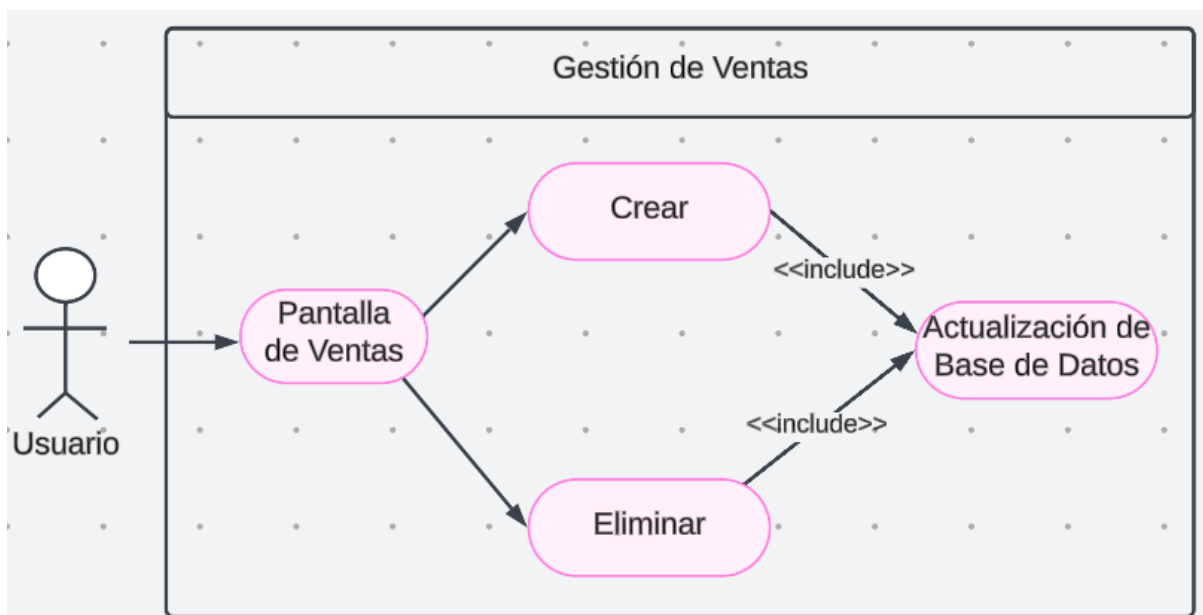 Gestión de Ventas
Crear
<<include>>
Pantalla
de Ventas
Actualización de
Base de Datos
<<include>>
Usuario
Eliminar